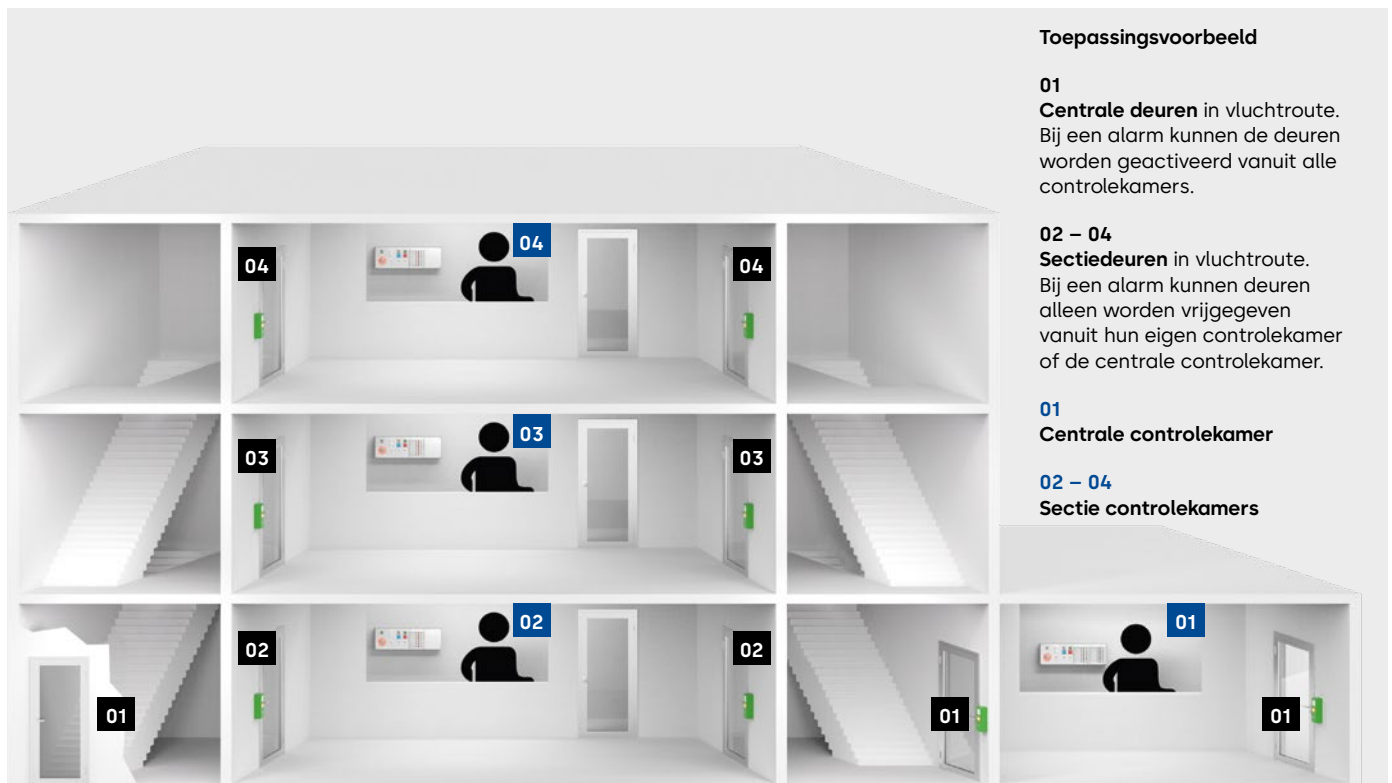 Toepassingsvoorbeeld
01
Centrale deuren in vluchtroute.
Bij een alarm kunnen de deuren
worden geactiveerd vanuit alle
controlekamers.
02 – 04
Sectiedeuren in vluchtroute.
Bij een alarm kunnen deuren
alleen worden vrijgegeven
vanuit hun eigen controlekamer
of de centrale controlekamer.
01
Centrale controlekamer
02 – 04
Sectie controlekamers
04
04
04
03
03
03
02
02
02
01
01
01
01